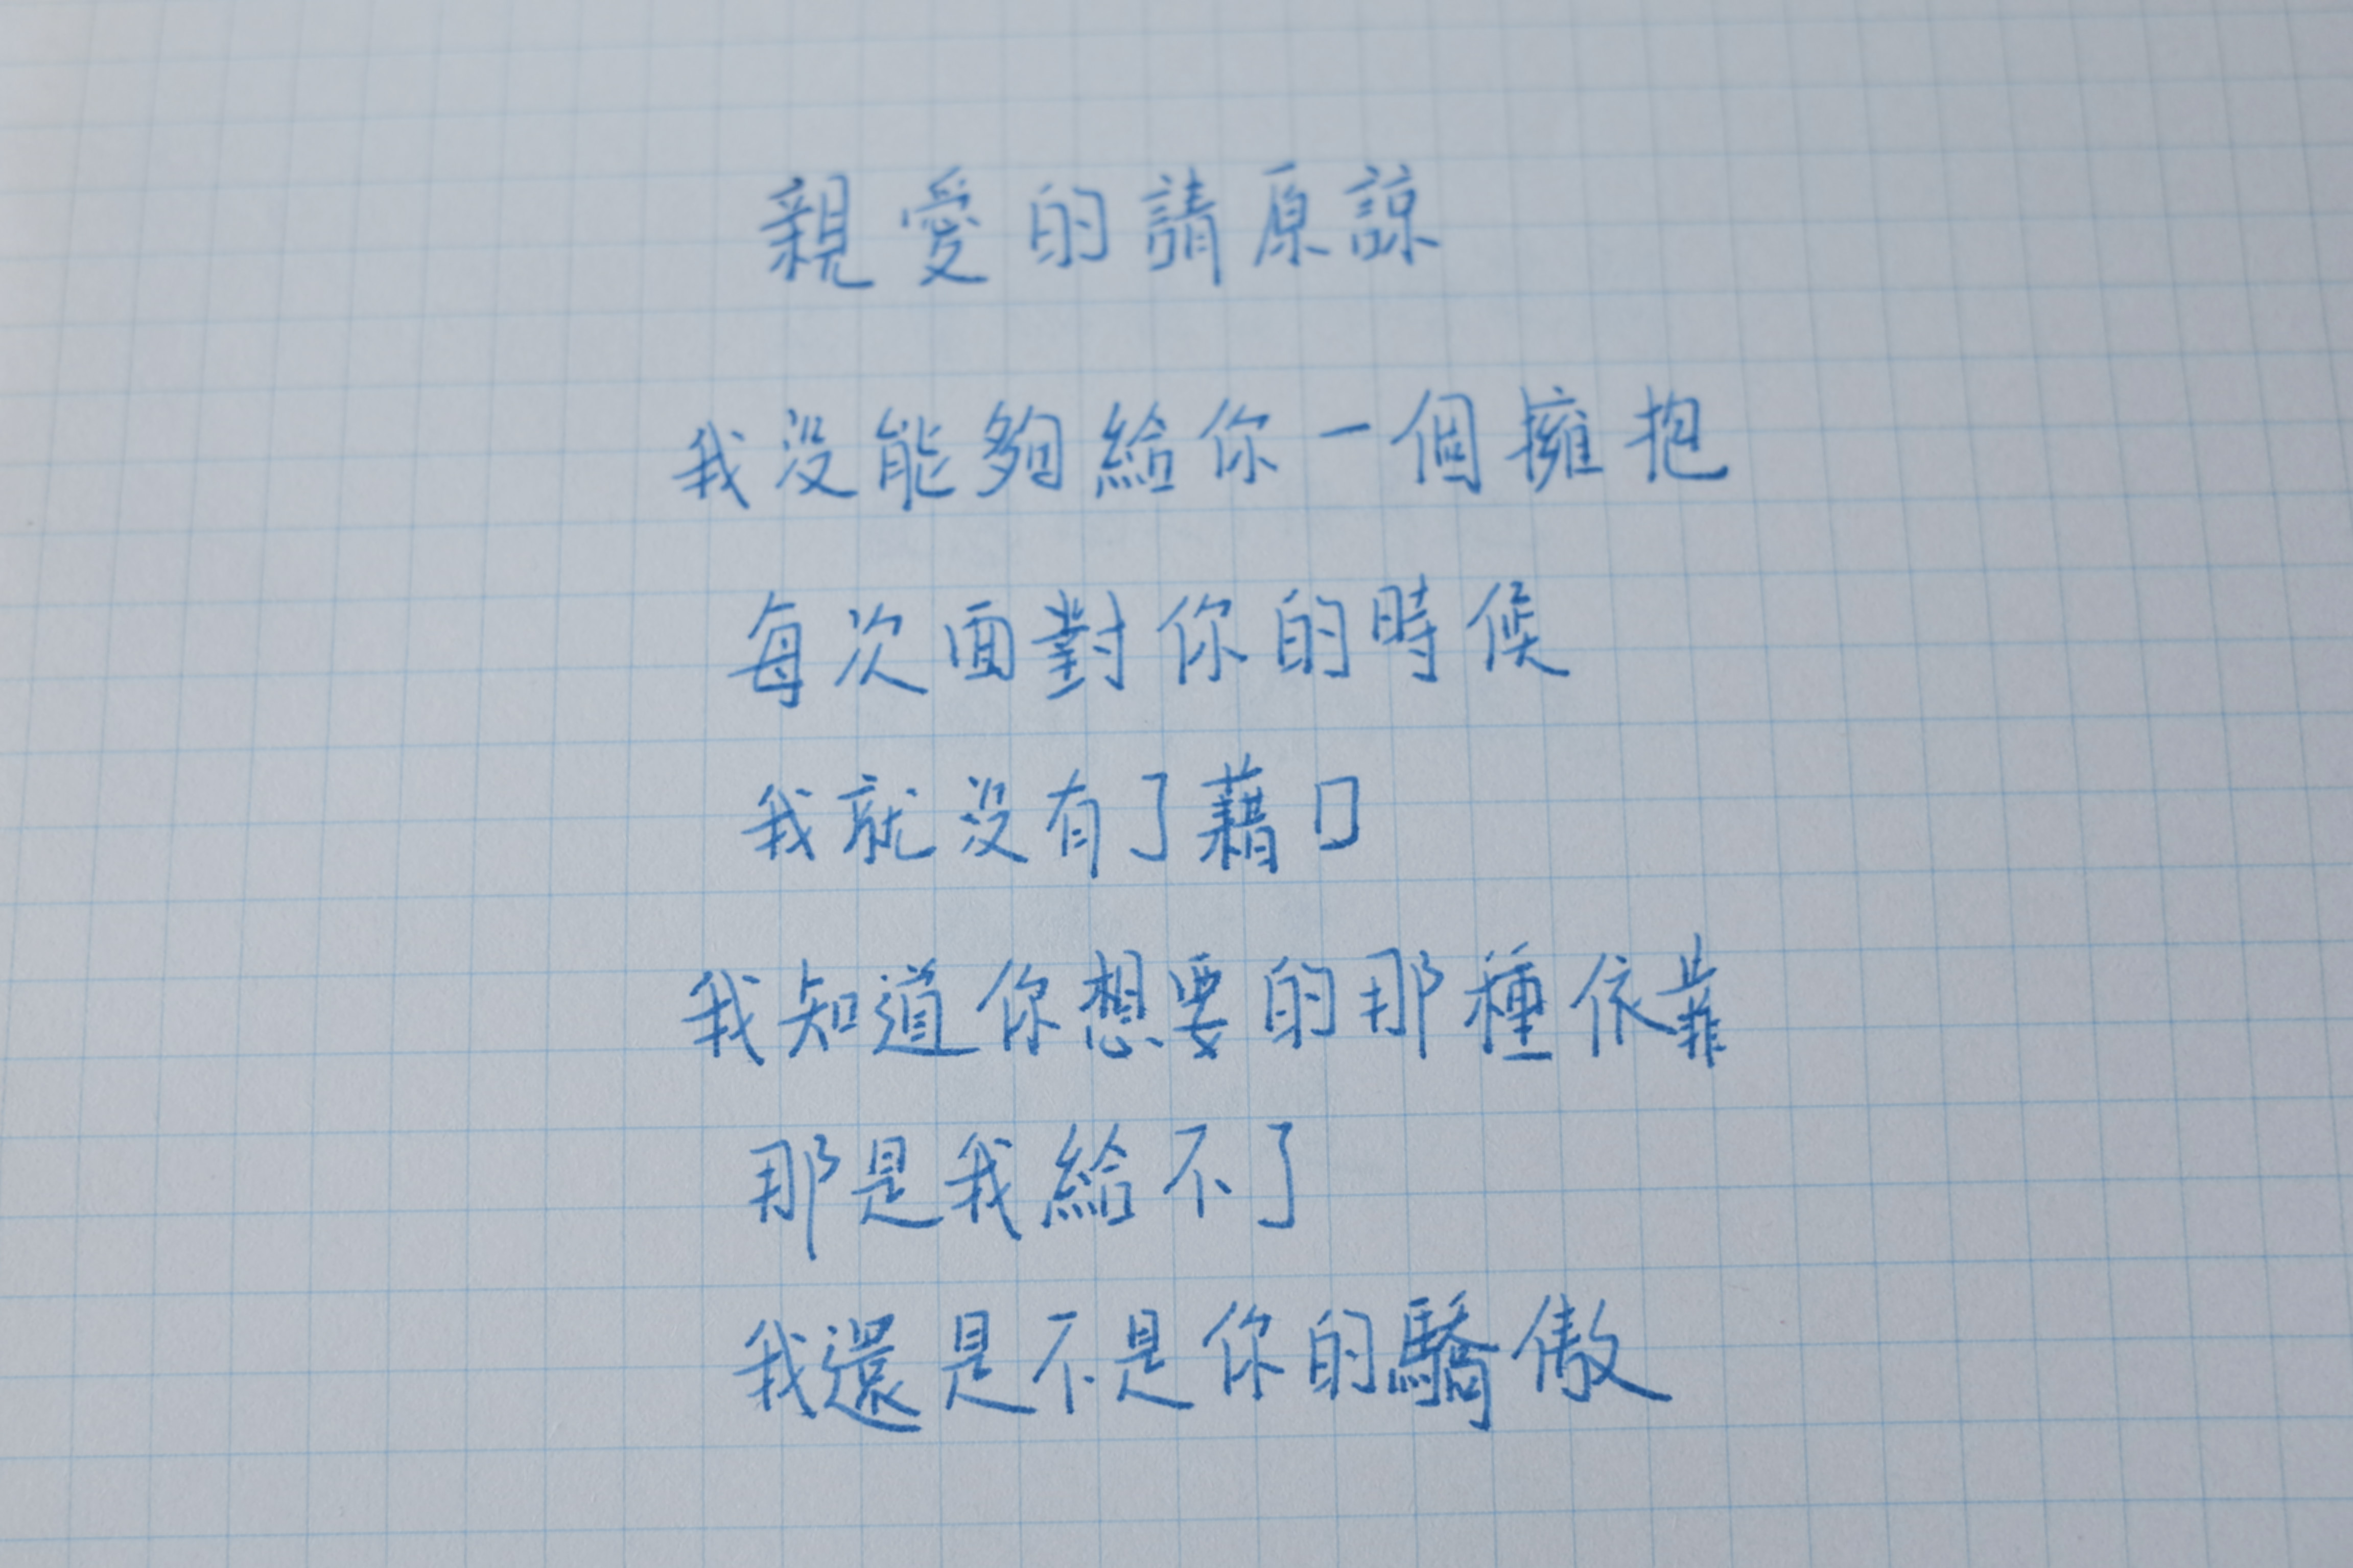 親愛的請原諒
我沒能夠給你一個擁抱
每次面對你的時候
我就沒有了藉口
我知道你想要的那種依靠
那是我給不了
我還是不是你的驕傲